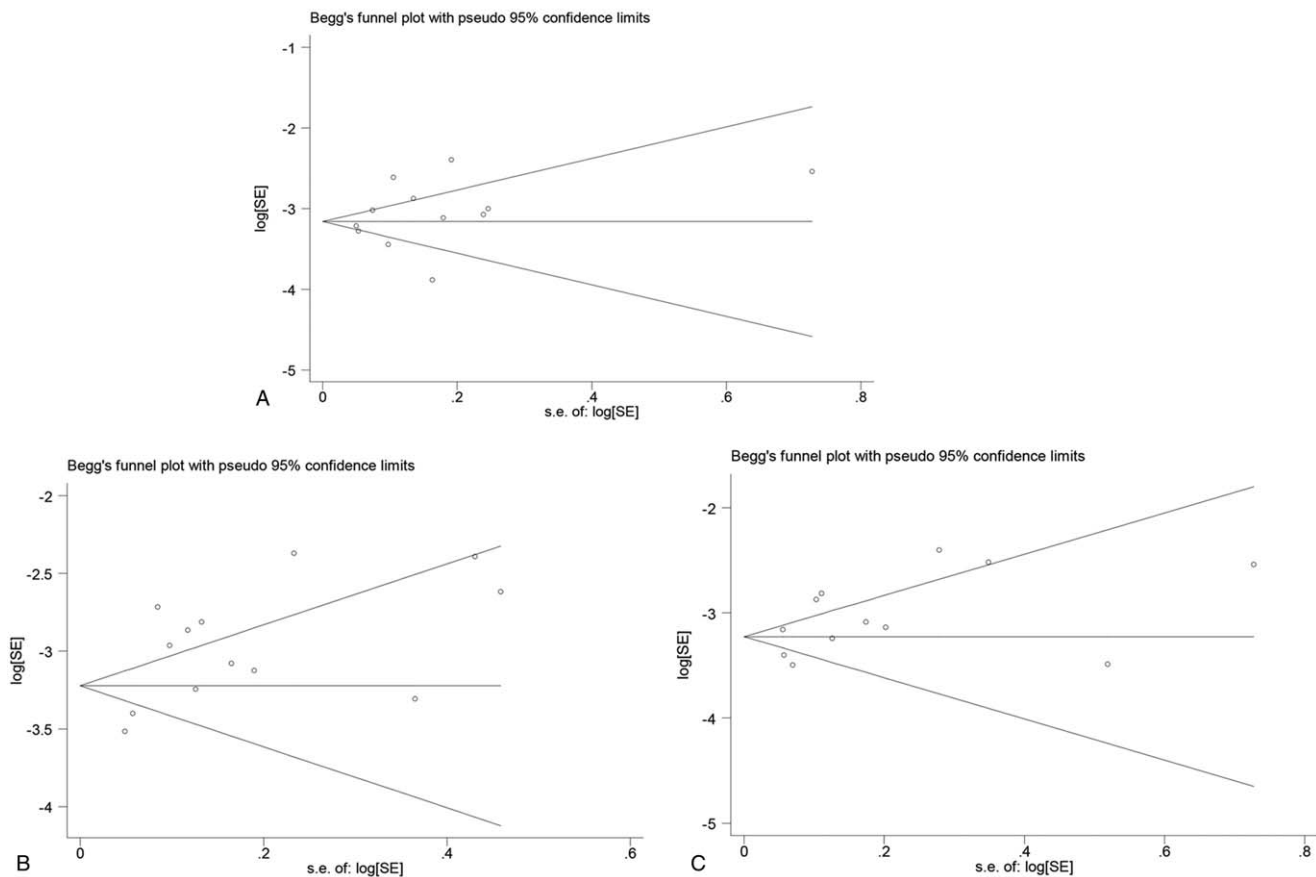 Begg's funnel plot with pseudo 95% confidence limits
-1
-2
-3
-4
-5
log[SE]
0 .2 .4 .6 .8
s.e. of: log[SE]
A
Begg's funnel plot with pseudo 95% confidence limits
-2
-2.5
-3
-3.5
-4
log[SE]
0 .2 .4 .6
s.e. of: log[SE]
B
Begg's funnel plot with pseudo 95% confidence limits
-2
-3
-4
-5
log[SE]
0 .2 .4 .6 0.8
s.e. of: log[SE]
C